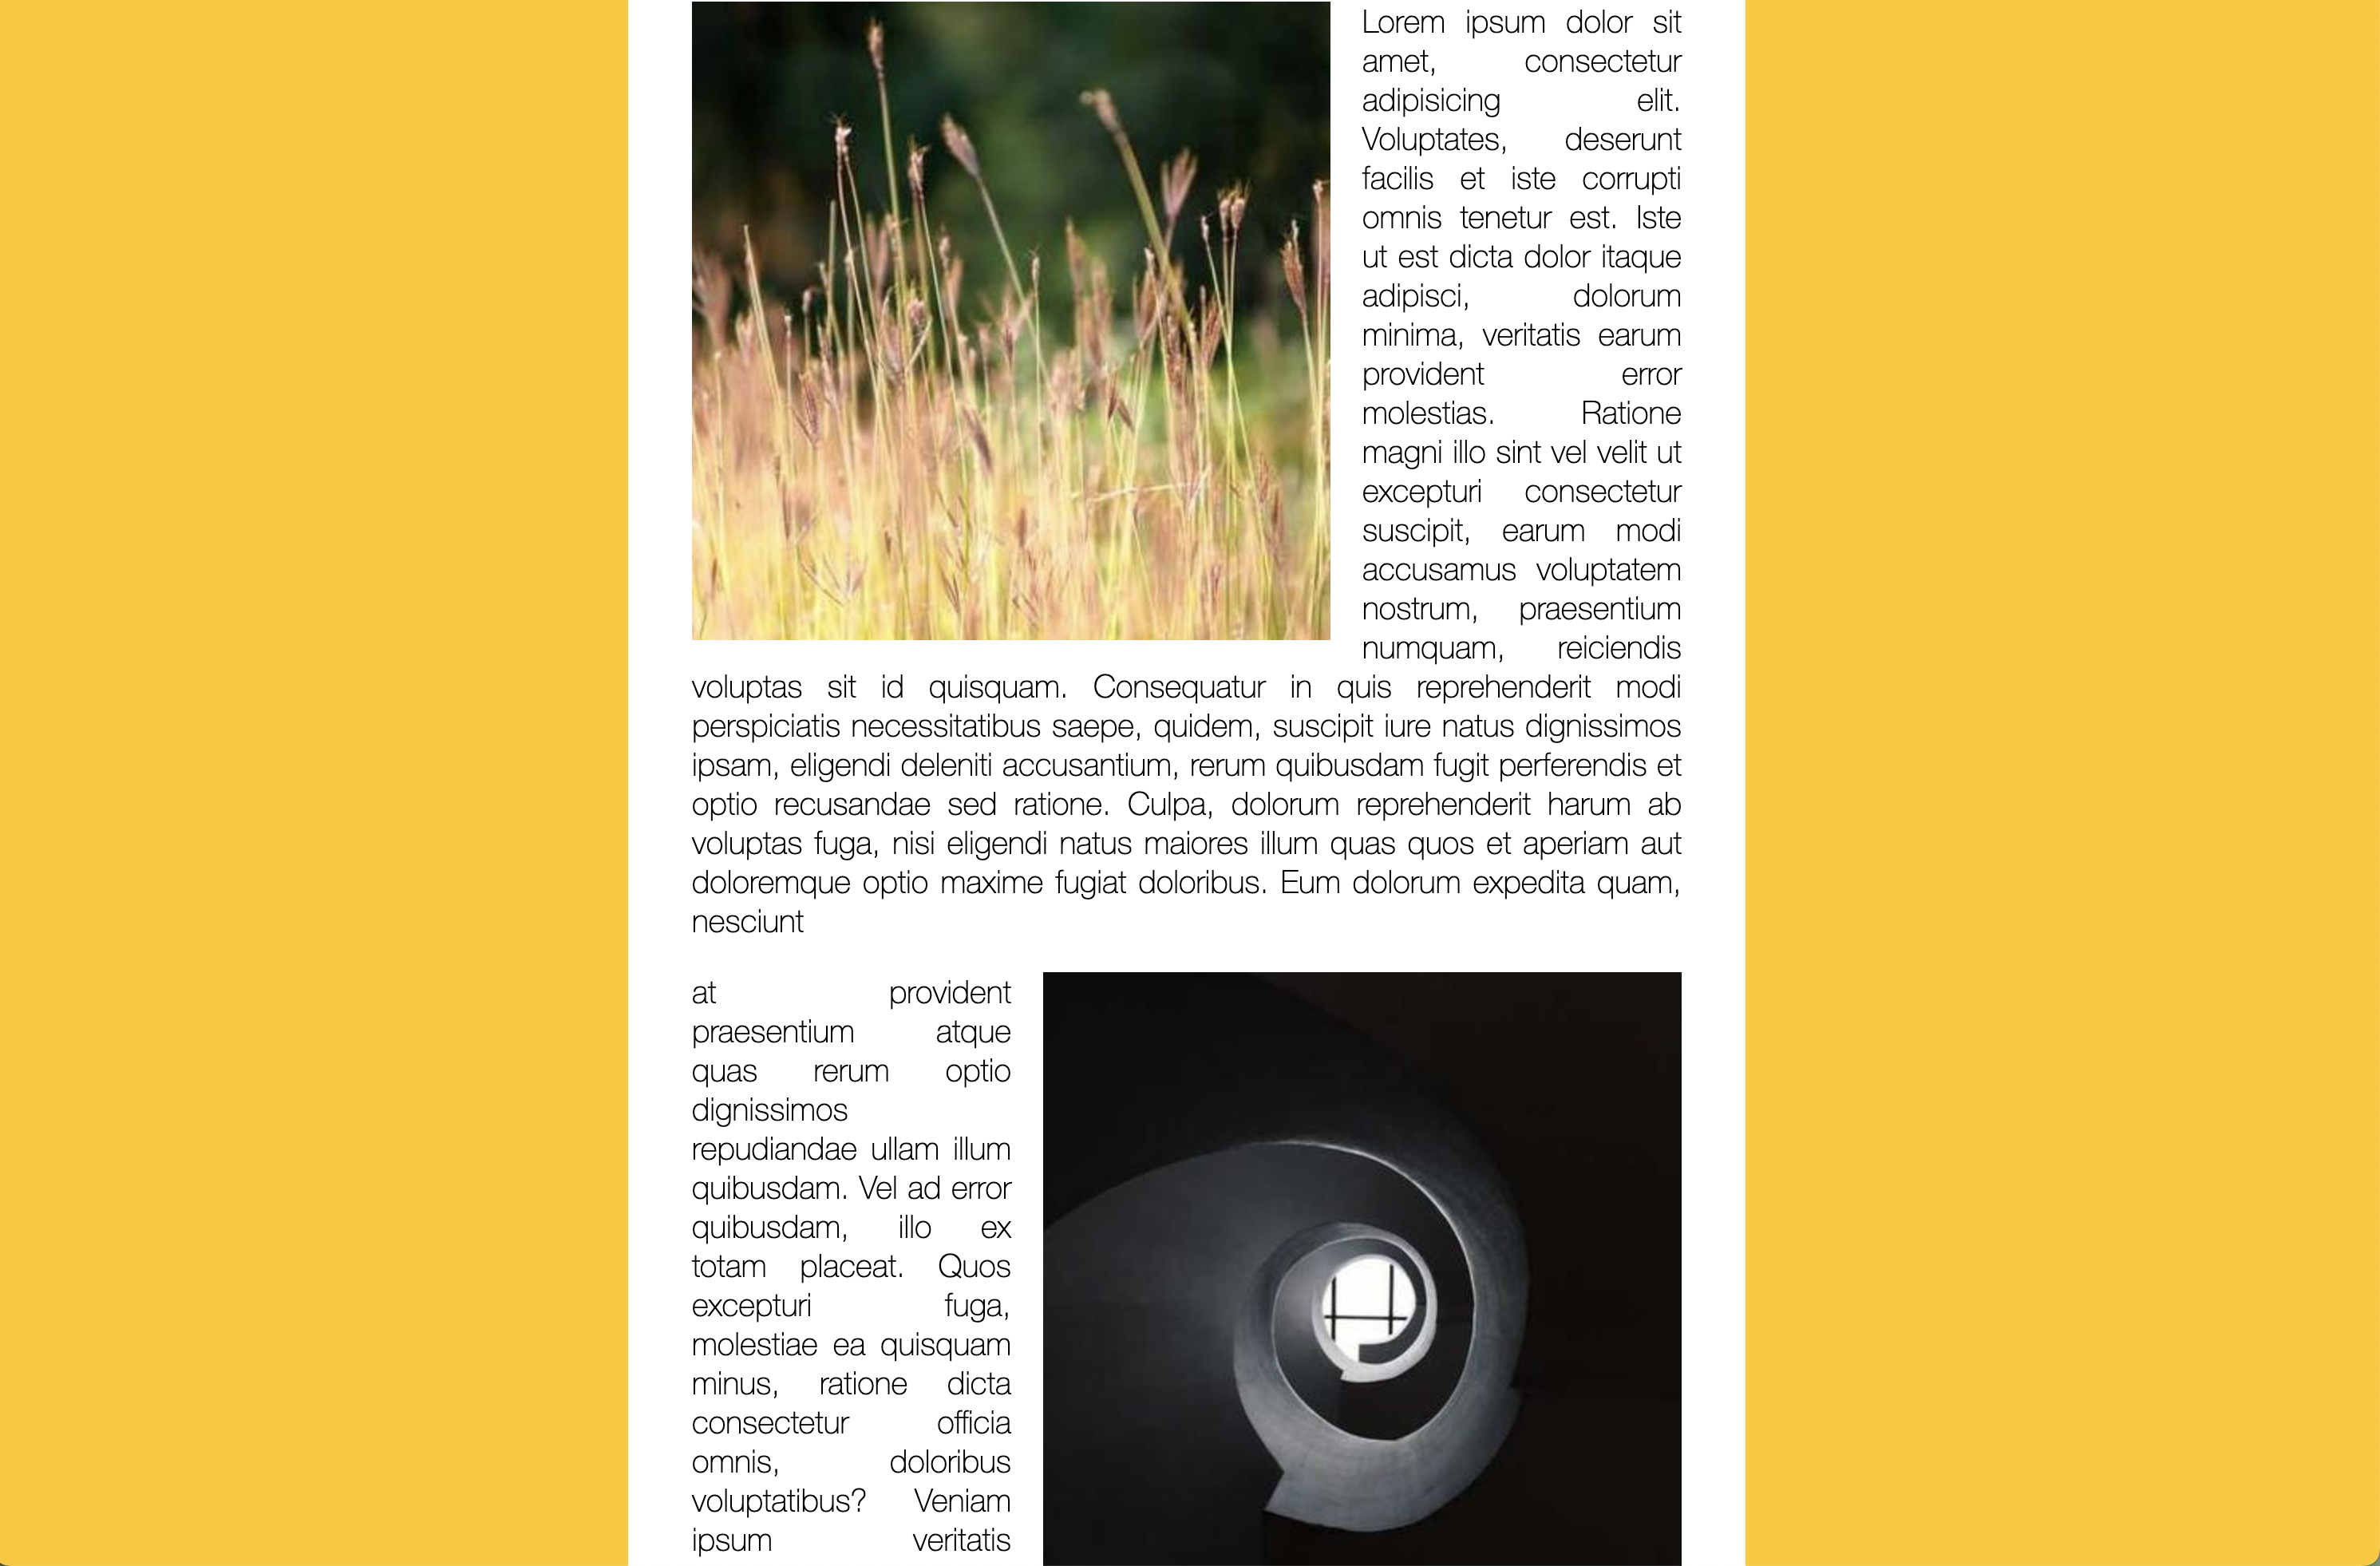 Lorem ipsum dolor sit
amet, consectetur
adipisicing elit.
Voluptates, deserunt
facilis et iste corrupti
omnis tenetur est. Iste
ut est dicta dolor itaque
adipisci, dolorum
minima, veritatis earum
provident error
molestias. Ratione
magni illo sint vel velit ut
excepturi consectetur
suscipit, earum modi
accusamus voluptatem
nostrum, praesentium
numquam, reiciendis
voluptas sit id quisquam. Consequatur in quis reprehenderit modi
perspiciatis necessitatibus saepe, quidem, suscipit iure natus dignissimos
ipsam, eligendi deleniti accusantium, rerum quibusdam fugit perferendis et
optio recusandae sed ratione. Culpa, dolorum reprehenderit harum ab
voluptas fuga, nisi eligendi natus maiores illum quas quos et aperiam aut
doloremque optio maxime fugiat doloribus. Eum dolorum expedita quam,
nesciunt
at provident
praesentium atque
quas rerum optio
dignissimos
repudiandae ullam illum
quibusdam. Vel ad error
quibusdam, illo ex
totam placeat. Quos
excepturi fuga,
molestiae ea quisquam
minus, ratione dicta
consectetur officia
omnis, doloribus
voluptatibus? Veniam
ipsum veritatis